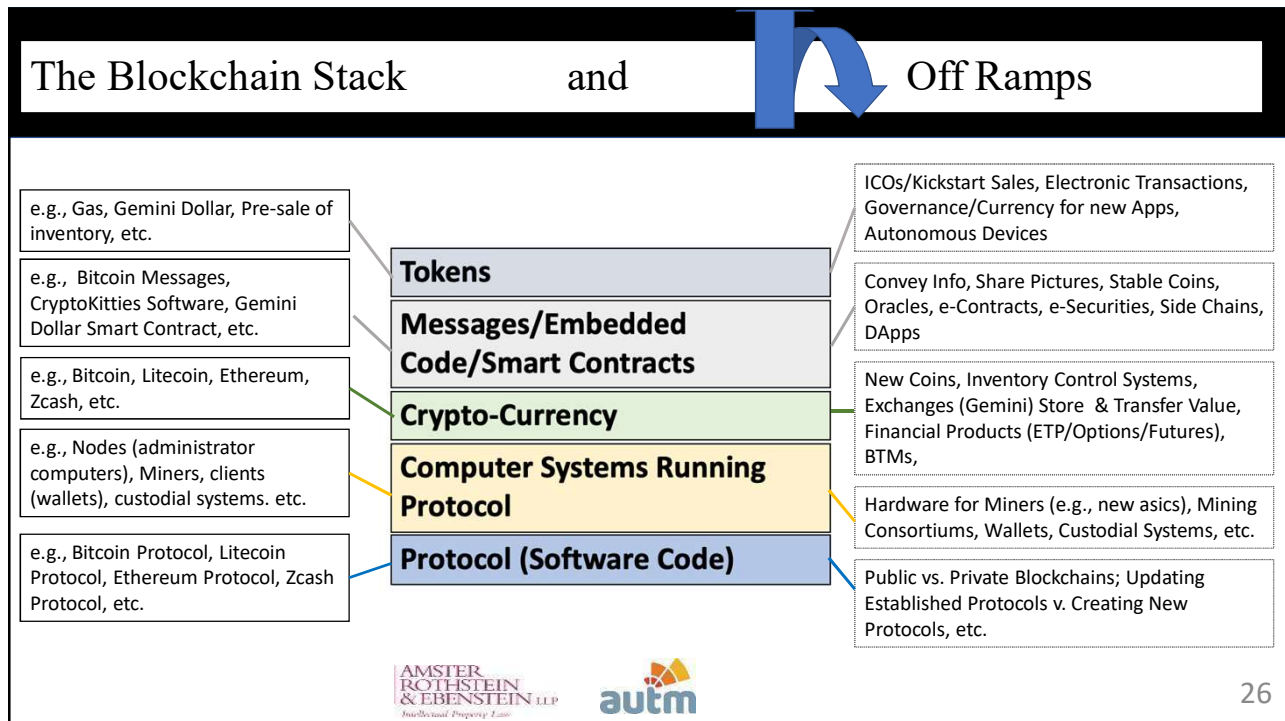 The Blockchain Stack and Off Ramps
e.g., Gas, Gemini Dollar, Pre-sale of
inventory, etc.
e.g.,  Bitcoin Messages,
CryptoKitties Software, Gemini
Dollar Smart Contract, etc.
e.g., Bitcoin, Litecoin, Ethereum,
Zcash, etc.
e.g., Nodes (administrator
computers), Miners, clients
(wallets), custodial systems. etc.
e.g., Bitcoin Protocol, Litecoin
Protocol, Ethereum Protocol, Zcash
Protocol, etc.
Tokens
Messages/Embedded
Code/Smart Contracts
Crypto-Currency
Computer Systems Running
Protocol
Protocol (Software Code)
ICOs/Kickstart Sales, Electronic Transactions,
Governance/Currency for new Apps,
Autonomous Devices
Convey Info, Share Pictures, Stable Coins,
Oracles, e-Contracts, e-Securities, Side Chains,
DApps
New Coins, Inventory Control Systems,
Exchanges (Gemini) Store  & Transfer Value,
Financial Products (ETP/Options/Futures),
BTMs,
Hardware for Miners (e.g., new asics), Mining
Consortiums, Wallets, Custodial Systems, etc.
Public vs. Private Blockchains; Updating
Established Protocols v. Creating New
Protocols, etc.
AMSTER
ROTHSTEIN
& EBENSTEIN LLP
Intellectual Property Law
autm
26